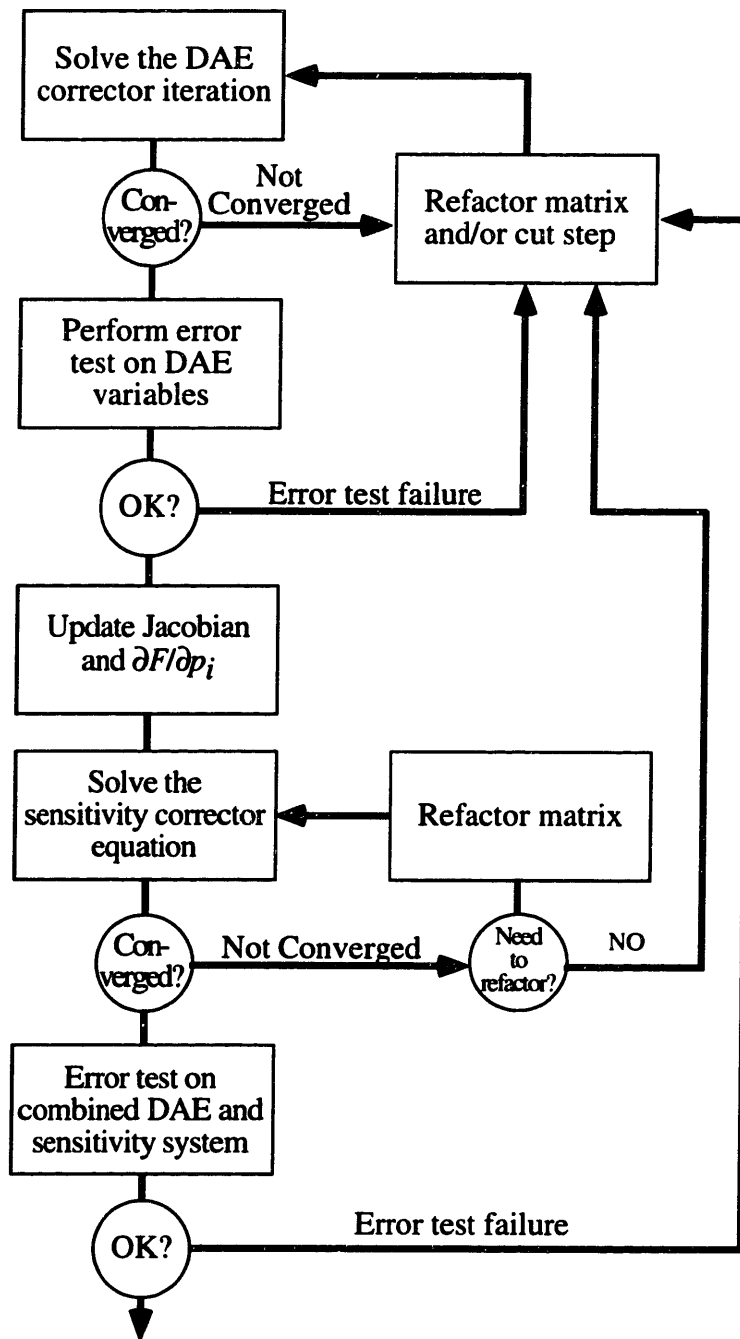 Solve the DAE
corrector iteration
Not
Converged
Con-
verged?
Refactor matrix
and/or cut step
Perform error
test on DAE
variables
OK?
Error test failure
Update Jacobian
and ∂F/∂pᵢ
Solve the
sensitivity corrector
equation
Refactor matrix
Con-
verged?
Not Converged
Need
to
refactor?
NO
Error test on
combined DAE and
sensitivity system
OK?
Error test failure